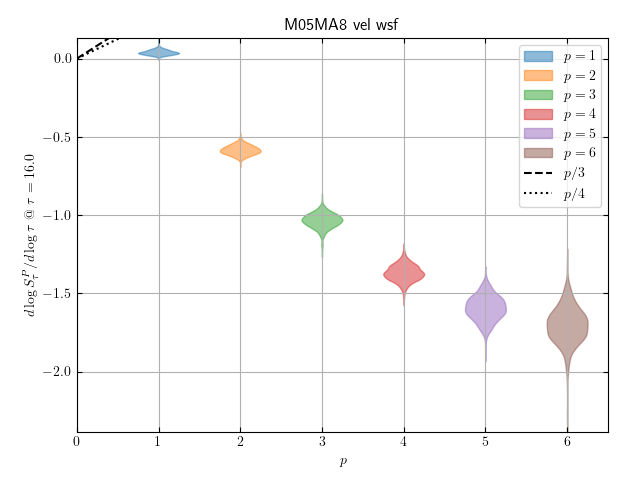 M05MA8 vel wsf
d log S_τ^P / d log τ @ τ = 16.0
0.0
−0.5
−1.0
−1.5
−2.0
0 1 2 3 4 5 6
p
p = 1
p = 2
p = 3
p = 4
p = 5
p = 6
p/3
p/4